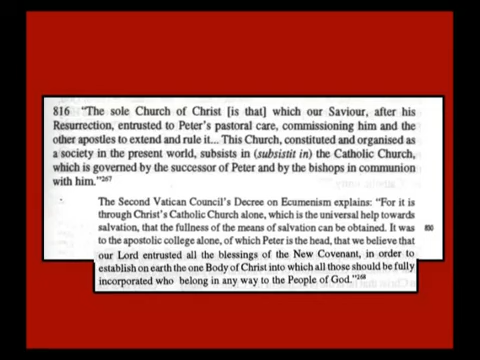 816 "The sole Church of Christ [is that] which our Saviour, after his
Resurrection, entrusted to Peter's pastoral care, commissioning him and the
other apostles to extend and rule it... This Church, constituted and organised as
a society in the present world, subsists in (subsistit in) the Catholic Church,
which is governed by the successor of Peter and by the bishops in communion
with him."267
The Second Vatican Council's Decree on Ecumenism explains: "For it is
through Christ's Catholic Church alone, which is the universal help towards
salvation, that the fullness of the means of salvation can be obtained. It was
to the apostolic college alone, of which Peter is the head, that we believe that
830
our Lord entrusted all the blessings of the New Covenant, in order to
establish on earth the one Body of Christ into which all those should be fully
incorporated who belong in any way to the People of God."268